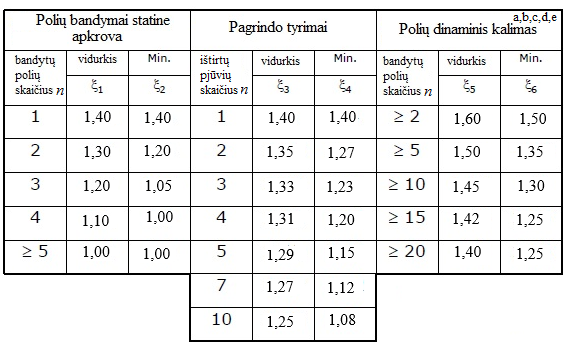 Polių bandymai statine apkrova | Pagrindo tyrimai | Polių dinaminis kalimas a,b,c,d,e
bandytų polių skaičius n | vidurkis ξ1 | Min. ξ2 | ištirtų pjūvių skaičius n | vidurkis ξ3 | Min. ξ4 | bandytų polių skaičius n | vidurkis ξ5 | Min. ξ6
1 | 1,40 | 1,40 | 1 | 1,40 | 1,40 | ≥ 2 | 1,60 | 1,50
2 | 1,30 | 1,20 | 2 | 1,35 | 1,27 | ≥ 5 | 1,50 | 1,35
3 | 1,20 | 1,05 | 3 | 1,33 | 1,23 | ≥ 10 | 1,45 | 1,30
4 | 1,10 | 1,00 | 4 | 1,31 | 1,20 | ≥ 15 | 1,42 | 1,25
≥ 5 | 1,00 | 1,00 | 5 | 1,29 | 1,15 | ≥ 20 | 1,40 | 1,25
7 | 1,27 | 1,12
10 | 1,25 | 1,08